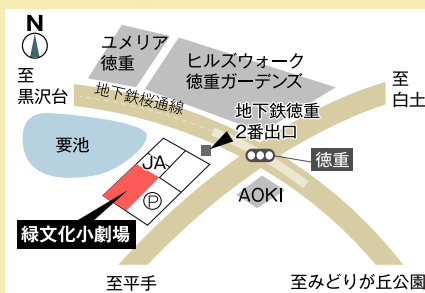 N
ユメリア
徳重
ヒルズウォーク
徳重ガーデンズ
至
黒沢台
地下鉄桜通線
至
白土
地下鉄徳重
2番出口
要池
JA
徳重
P
AOKI
緑文化小劇場
至平手
至みどりが丘公園